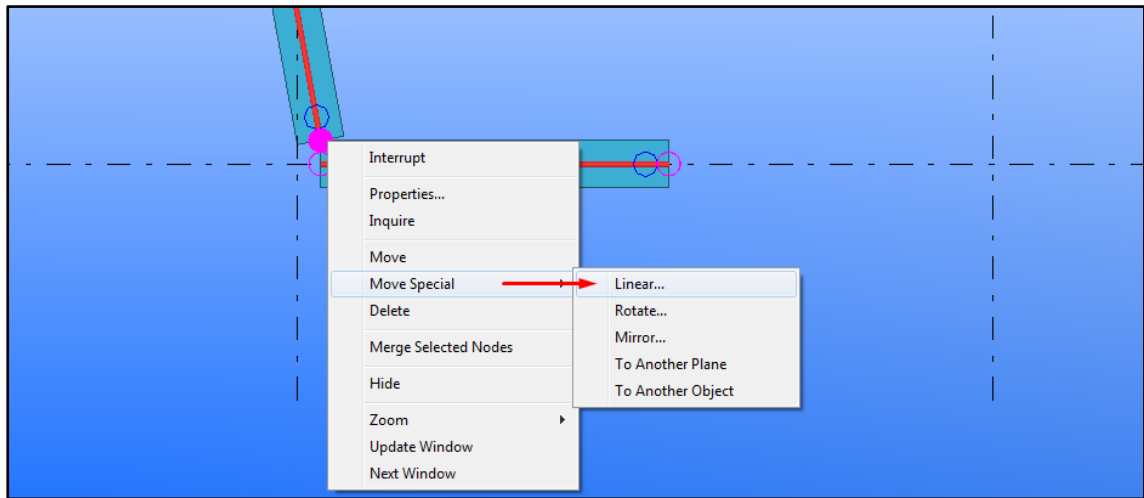 Interrupt
Properties...
Inquire
Move
Move Special
Delete
Merge Selected Nodes
Hide
Zoom
Update Window
Next Window
Linear...
Rotate...
Mirror...
To Another Plane
To Another Object